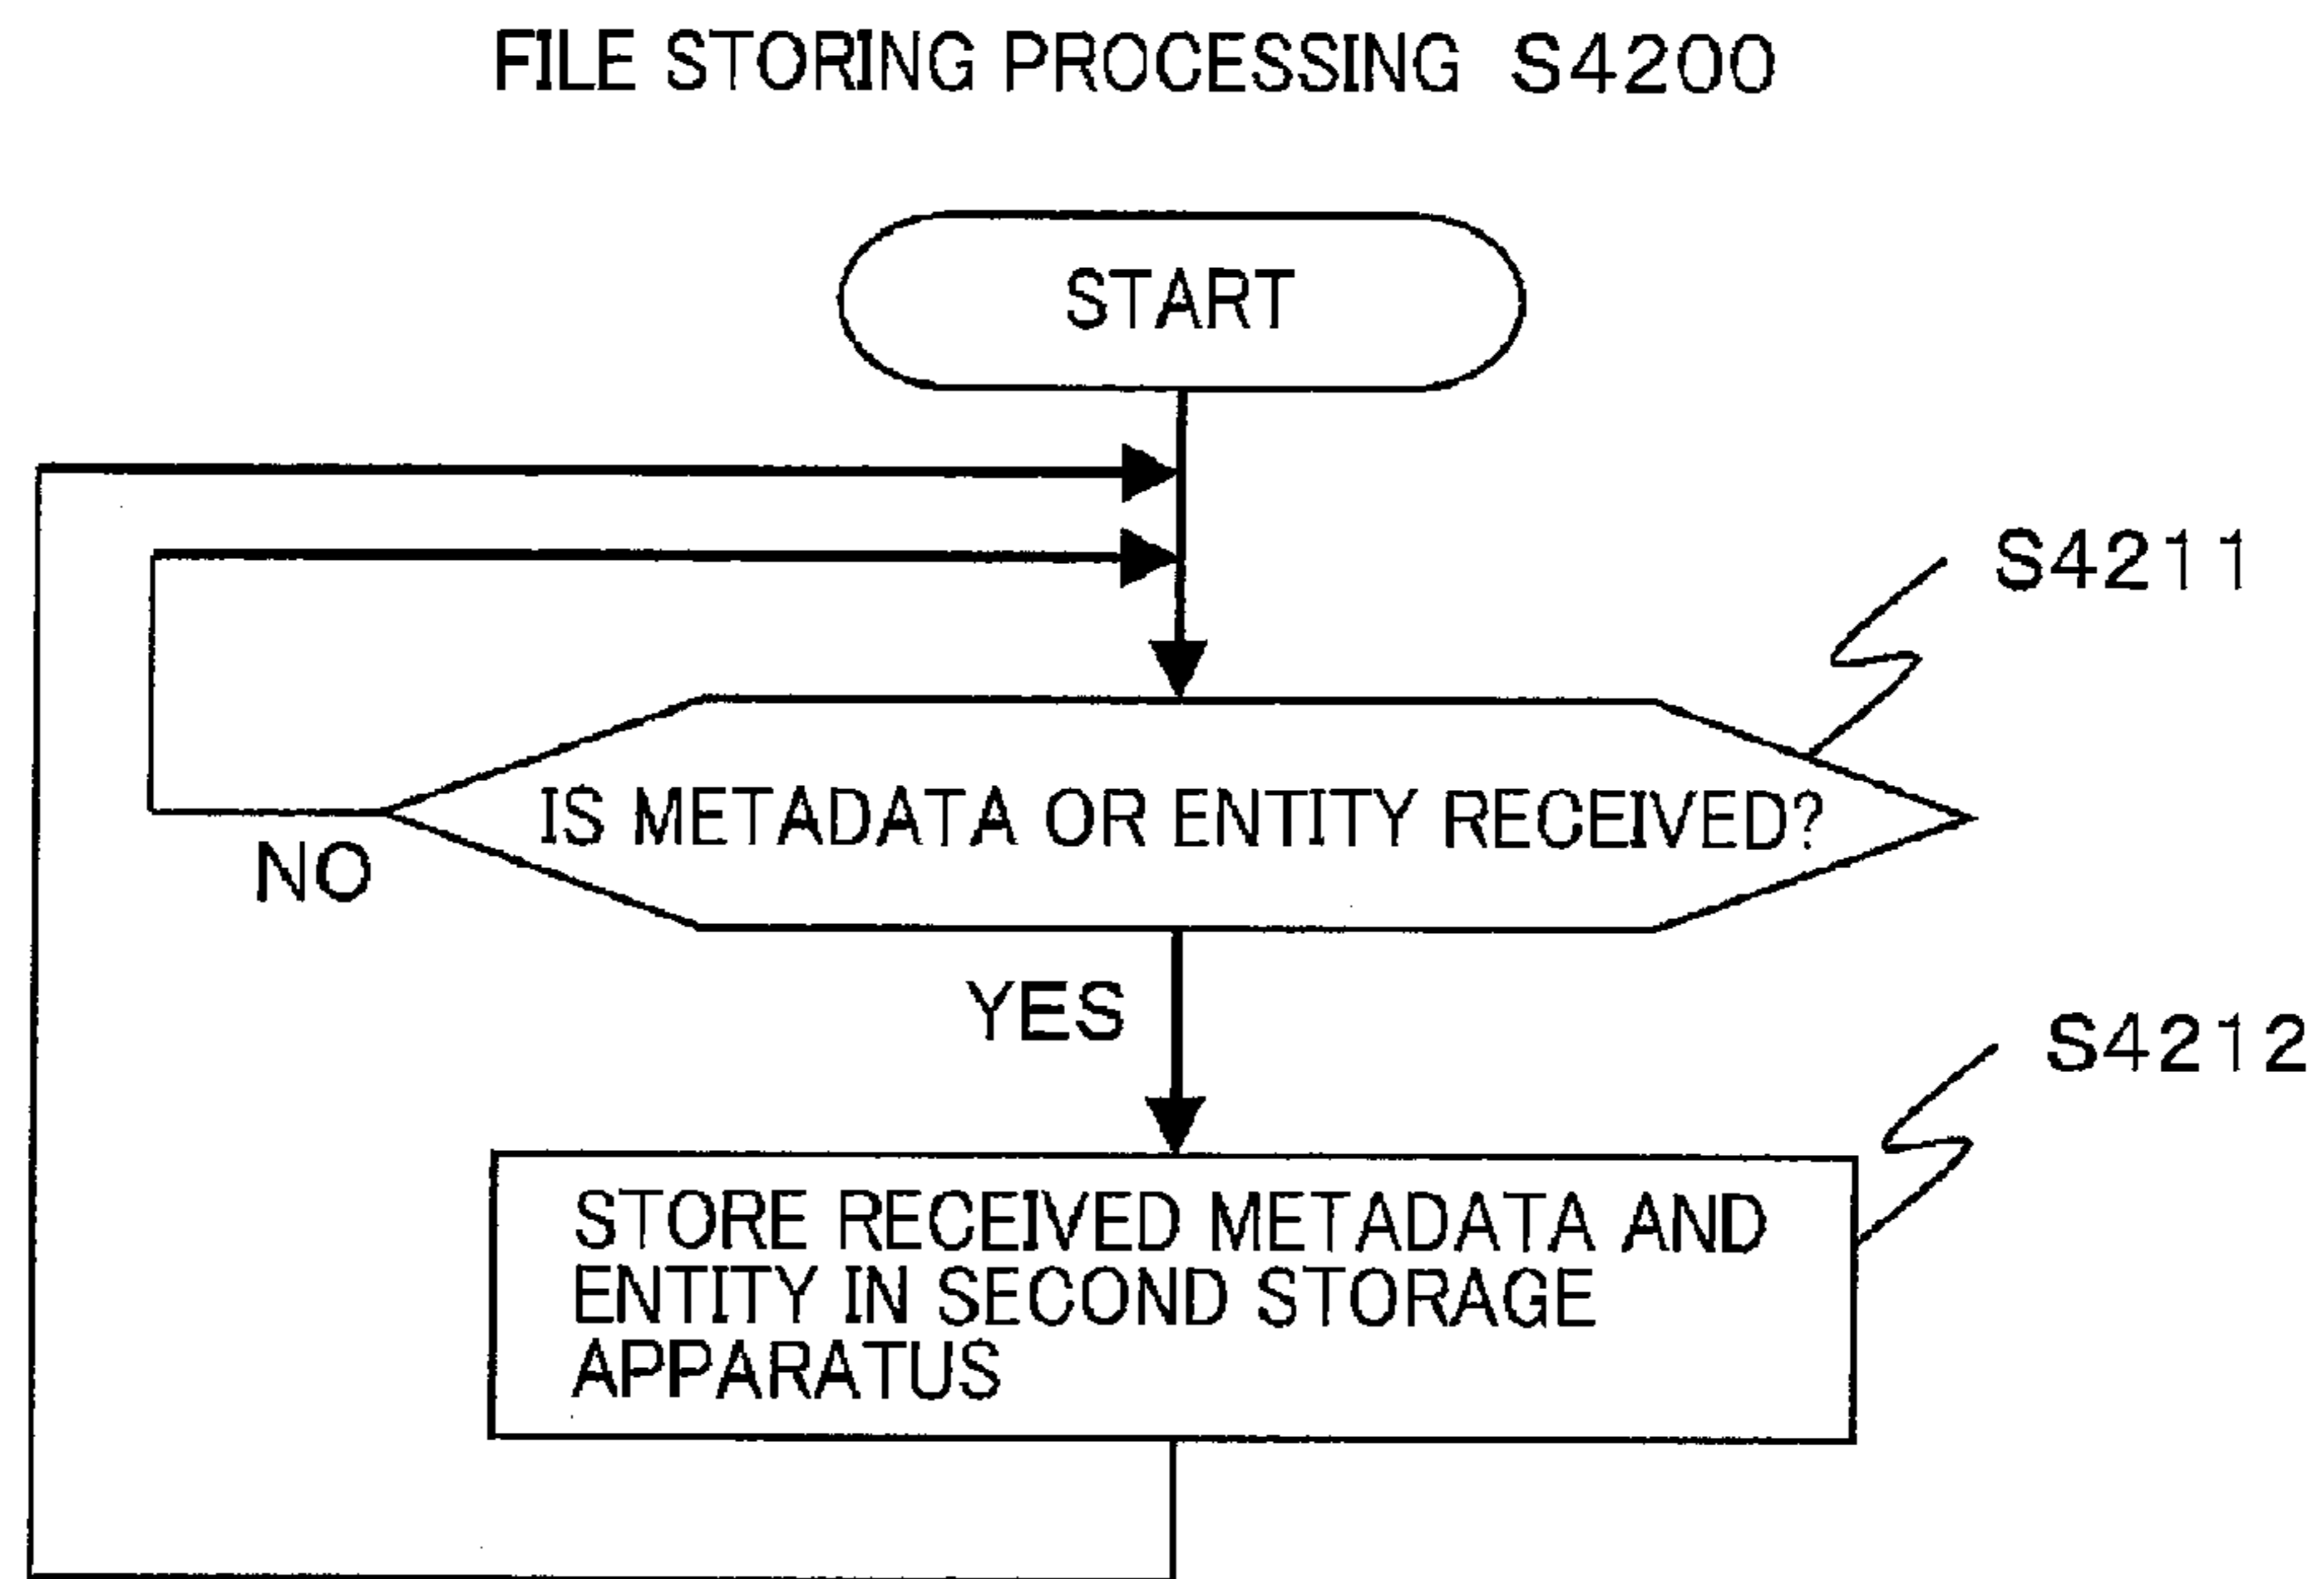 FILE STORING PROCESSING S4200
START
S4211
IS METADATA OR ENTITY RECEIVED?
NO
YES
S4212
STORE RECEIVED METADATA AND
ENTITY IN SECOND STORAGE
APPARATUS